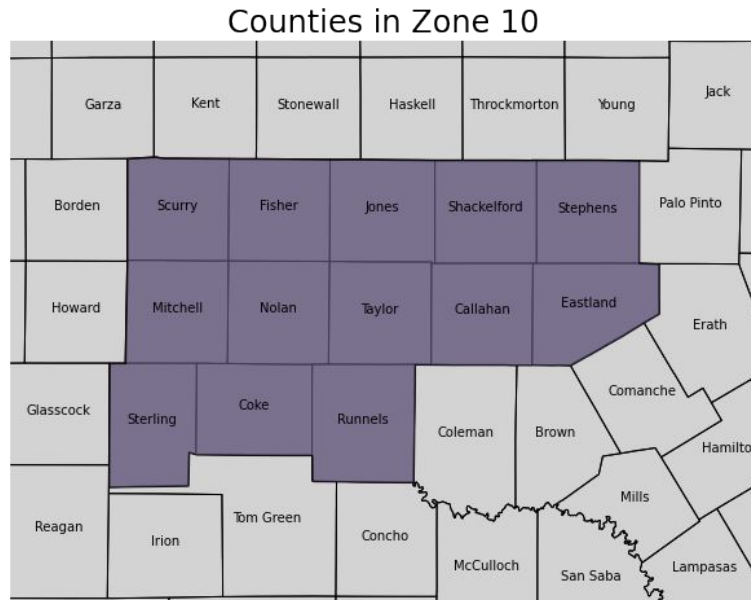 Counties in Zone 10
Jack
Garza
Kent
Stonewall
Haskell
Throckmorton
Young
Borden
Scurry
Fisher
Jones
Shackelford
Stephens
Palo Pinto
Howard
Mitchell
Nolan
Taylor
Callahan
Eastland
Erath
Glasscock
Sterling
Coke
Runnels
Coleman
Brown
Comanche
Hamilto
Reagan
Irion
Tom Green
Concho
McCulloch
Mills
San Saba
Lampasas